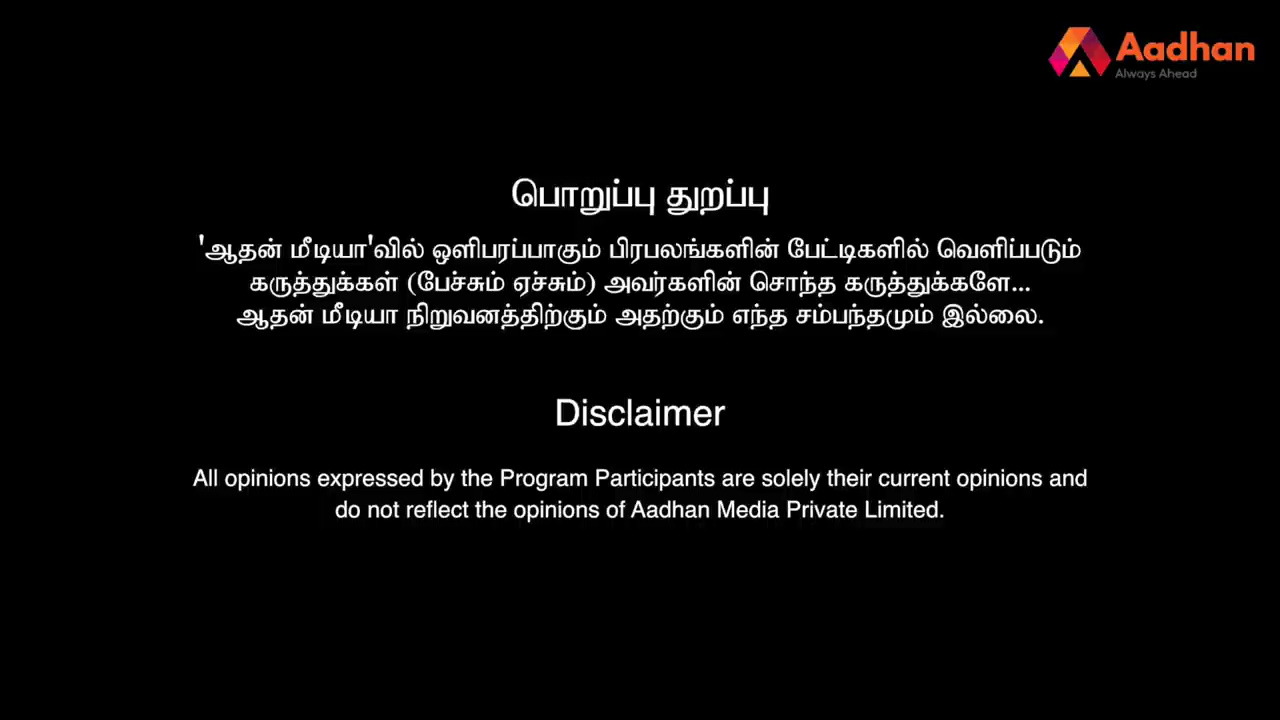 Aadhan
Always Ahead
பொறுப்பு துறப்பு
'ஆதன் மீடியா'வில் ஒளிபரப்பாகும் பிரபலங்களின் பேட்டிகளில் வெளிப்படும்
கருத்துக்கள் (பேச்சும் ஏச்சும்) அவர்களின் சொந்த கருத்துக்களே...
ஆதன் மீடியா நிறுவனத்திற்கும் அதற்கும் எந்த சம்பந்தமும் இல்லை.
Disclaimer
All opinions expressed by the Program Participants are solely their current opinions and
do not reflect the opinions of Aadhan Media Private Limited.